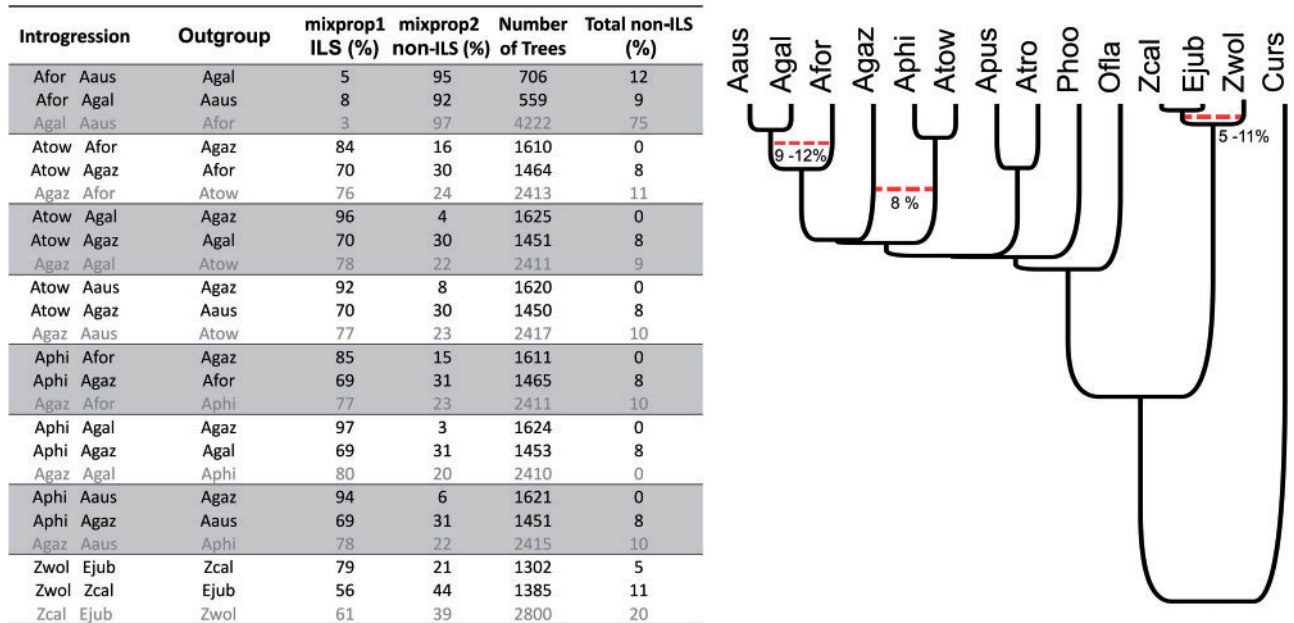 Introgression Outgroup mixprop1 ILS (%) mixprop2 non-ILS (%) Number of Trees Total non-ILS (%)
Afor Aaus Agal 5 95 706 12
Afor Agal Aaus 8 92 559 9
Agal Aaus Afor 3 97 4222 75
Atow Afor Agaz 84 16 1610 0
Atow Agaz Afor 70 30 1464 8
Agaz Afor Atow 76 24 2413 11
Atow Agal Agaz 96 4 1625 0
Atow Agaz Agal 70 30 1451 8
Agaz Agal Atow 78 22 2411 9
Atow Aaus Agaz 92 8 1620 0
Atow Agaz Aaus 70 30 1450 8
Agaz Aaus Atow 77 23 2417 10
Aphi Afor Agaz 85 15 1611 0
Aphi Agaz Afor 69 31 1465 8
Agaz Afor Aphi 77 23 2411 10
Aphi Agal Agaz 97 3 1624 0
Aphi Agaz Agal 69 31 1453 8
Agaz Agal Aphi 80 20 2410 0
Aphi Aaus Agaz 94 6 1621 0
Aphi Agaz Aaus 69 31 1451 8
Agaz Aaus Aphi 78 22 2415 10
Zwol Ejub Zcal 79 21 1302 5
Zwol Zcal Ejub 56 44 1385 11
Zcal Ejub Zwol 61 39 2800 20
Aaus
Agal
Afor
Agaz
Aphi
Atow
Apus
Atro
Phoo
Ofla
Zcal
Ejub
Zwol
Curs
9 -12%
8 %
5 -11%